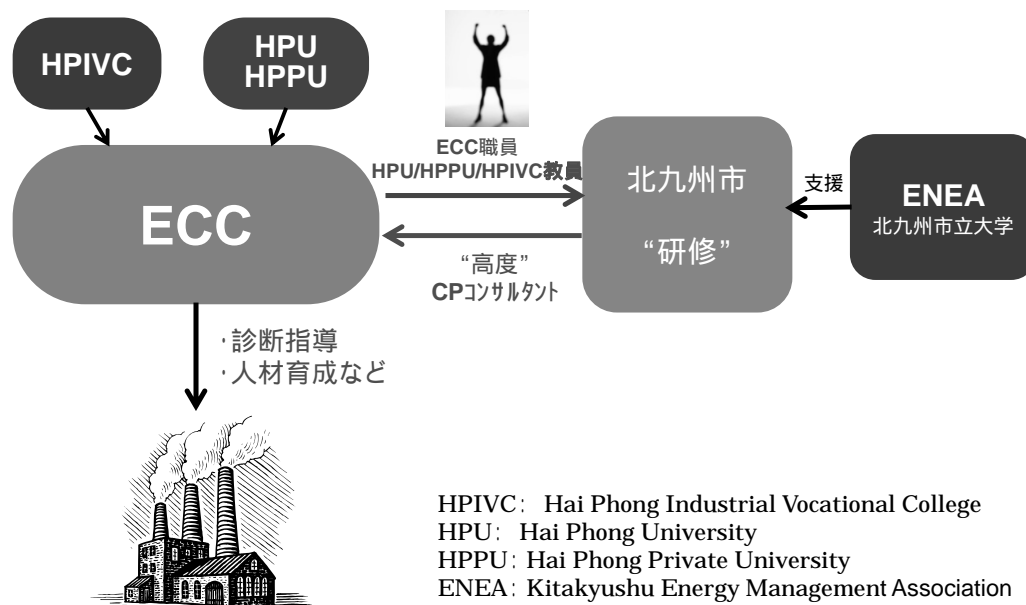 HPIVC
HPU
HPPU
ECC職員
HPU/HPPU/HPIVC教員
ECC
北九州市
“研修”
支援
ENEA
北九州市立大学
“高度”
CPコンサルタント
・診断指導
・人材育成など
HPIVC： Hai Phong Industrial Vocational College
HPU： Hai Phong University
HPPU：Hai Phong Private University
ENEA：Kitakyushu Energy Management Association